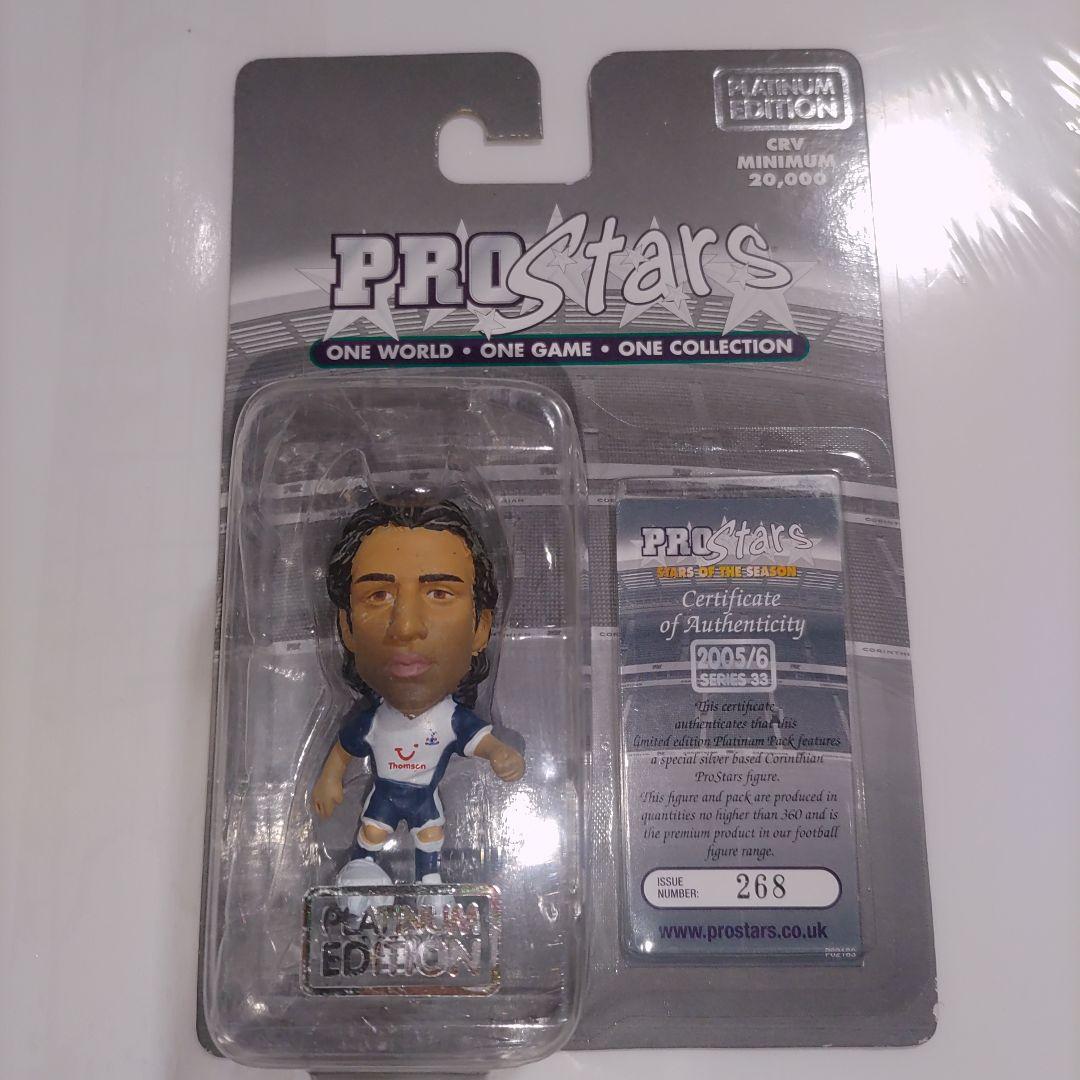 PLATINUM
EDITION
CRV
MINIMUM
20,000
PROStars
ONE WORLD • ONE GAME • ONE COLLECTION
Thomson
PLATINUM
EDITION
PROStars
STARS OF THE SEASON
Certificate
of Authenticity
2005/6
SERIES 33
This certificate
authenticates that this
limited edition Platinum Pack features
a special silver based Corinthian
ProStars figure.
This figure and pack are produced in
quantities no higher than 360 and is
the premium product in our football
figure range.
ISSUE
NUMBER: 268
www.prostars.co.uk